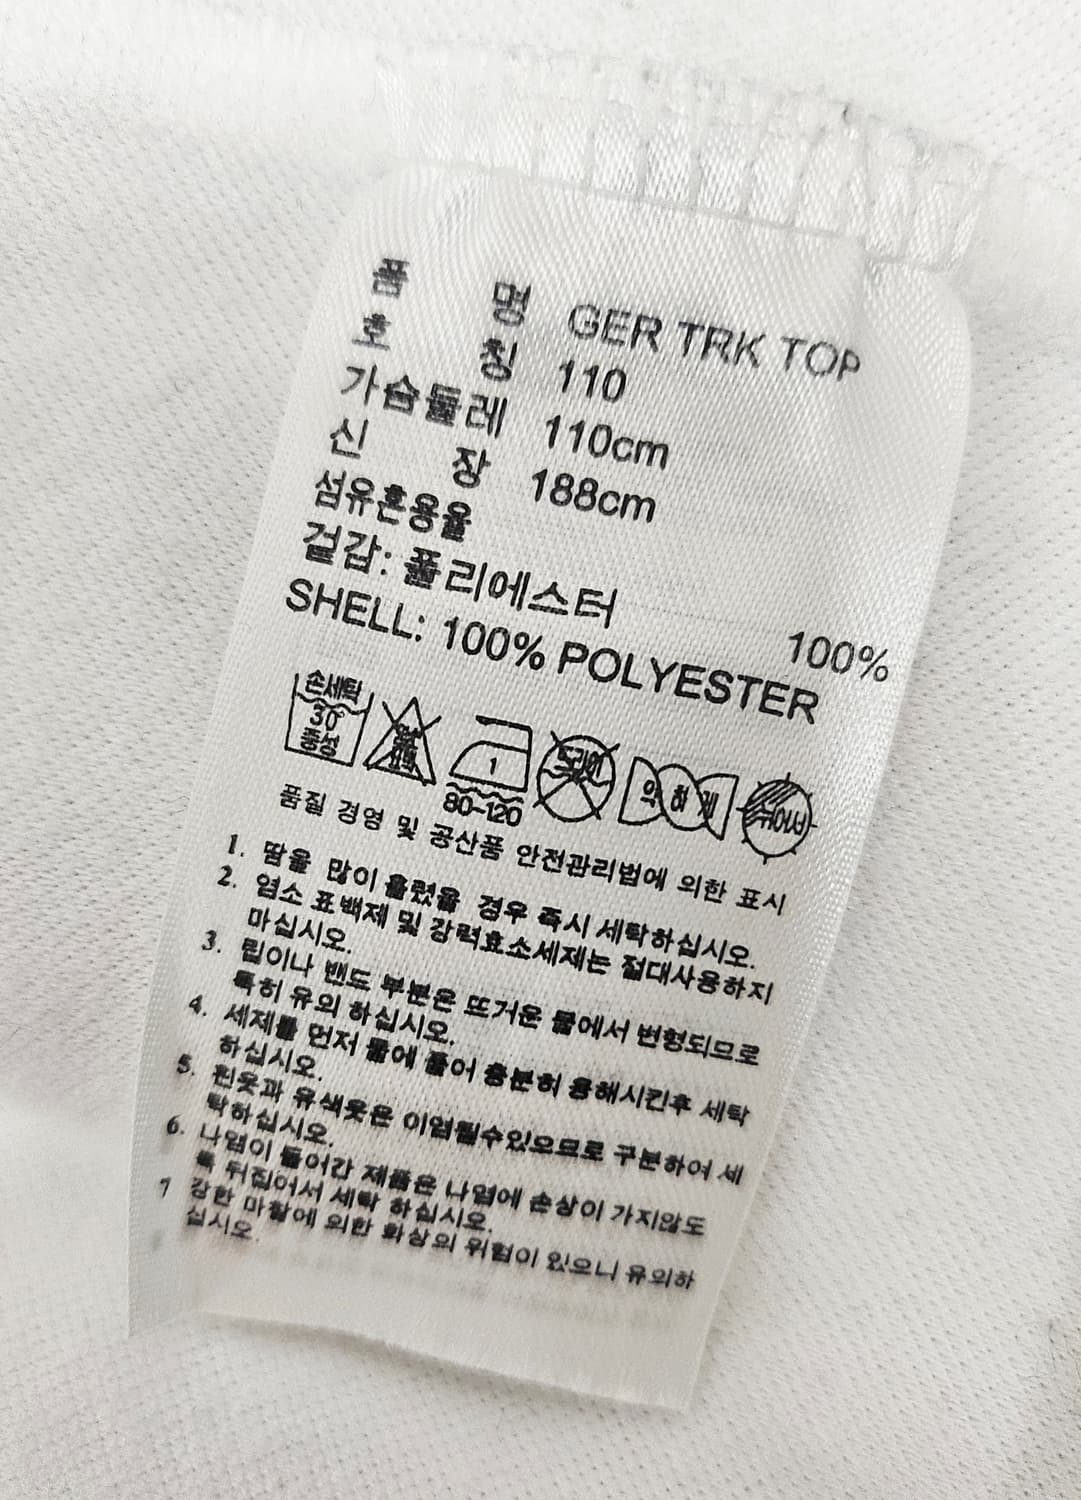 품 명 GER TRK TOP
호 칭 110
가슴둘레 110cm
신 장 188cm
섬유혼용율
겉감: 폴리에스터 100%
SHELL: 100% POLYESTER
손세탁 30° 중성 염소 표백 1 80~120 드라이 약하게 뉘어서
품질 경영 및 공산품 안전관리법에 의한 표시
1. 땀을 많이 흘렸을 경우 즉시 세탁하십시오.
2. 염소 표백제 및 강력효소세제는 절대사용하지
마십시오.
3. 립이나 밴드 부분은 뜨거운 물에서 변형되므로
특히 유의 하십시오.
4. 세제를 먼저 물에 풀어 충분히 용해시킨후 세탁
하십시오.
5. 흰옷과 유색옷은 이염될수있으므로 구분하여 세
탁하십시오.
6. 나염이 들어간 제품은 나염에 손상이 가지않도
록 뒤집어서 세탁 하십시오.
7 강한 마찰에 의한 화상의 위험이 있으니 유의하
십시오.